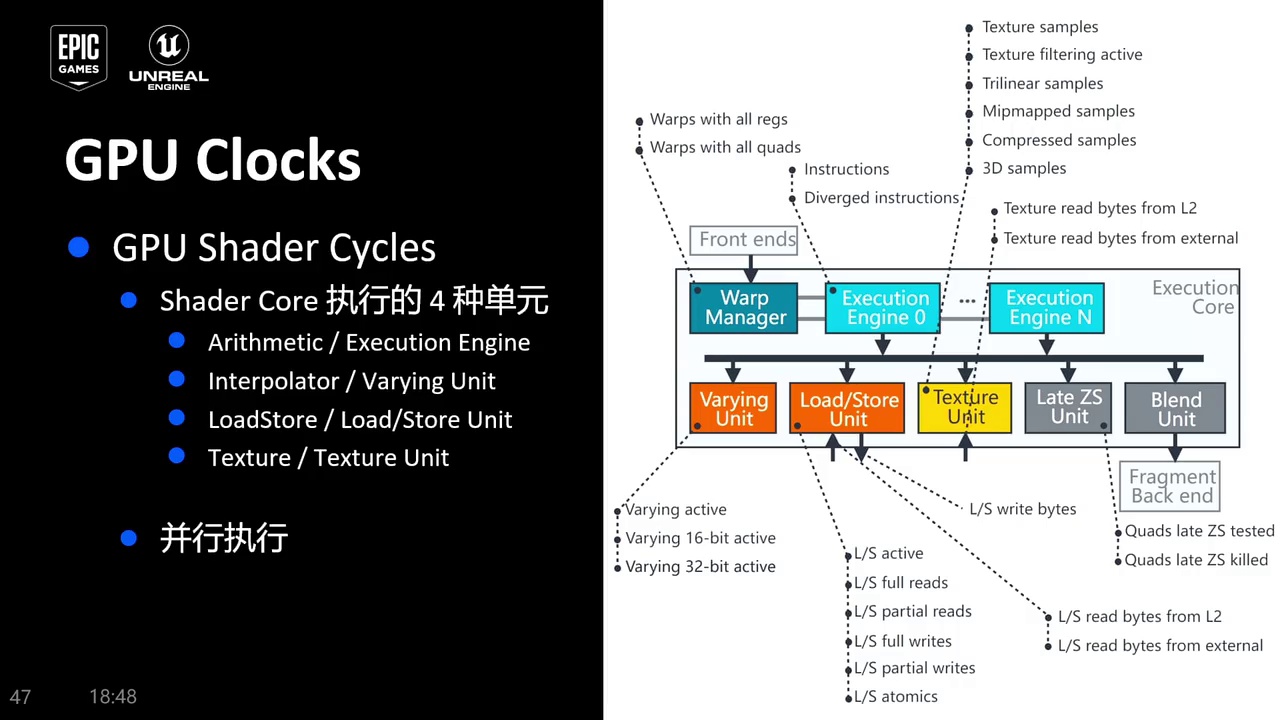 EPIC
GAMES
UNREAL
ENGINE
GPU Clocks
GPU Shader Cycles
Shader Core 执行的 4 种单元
Arithmetic / Execution Engine
Interpolator / Varying Unit
LoadStore / Load/Store Unit
Texture / Texture Unit
并行执行
47
18:48
Texture samples
Texture filtering active
Trilinear samples
Mipmapped samples
Compressed samples
3D samples
Warps with all regs
Warps with all quads
Instructions
Diverged instructions
Texture read bytes from L2
Texture read bytes from external
Front ends
Execution
Core
Warp
Manager
Execution
Engine 0
...
Execution
Engine N
Varying
Unit
Load/Store
Unit
Texture
Unit
Late ZS
Unit
Blend
Unit
Fragment
Back end
Varying active
Varying 16-bit active
Varying 32-bit active
L/S write bytes
Quads late ZS tested
Quads late ZS killed
L/S active
L/S full reads
L/S partial reads
L/S full writes
L/S partial writes
L/S atomics
L/S read bytes from L2
L/S read bytes from external